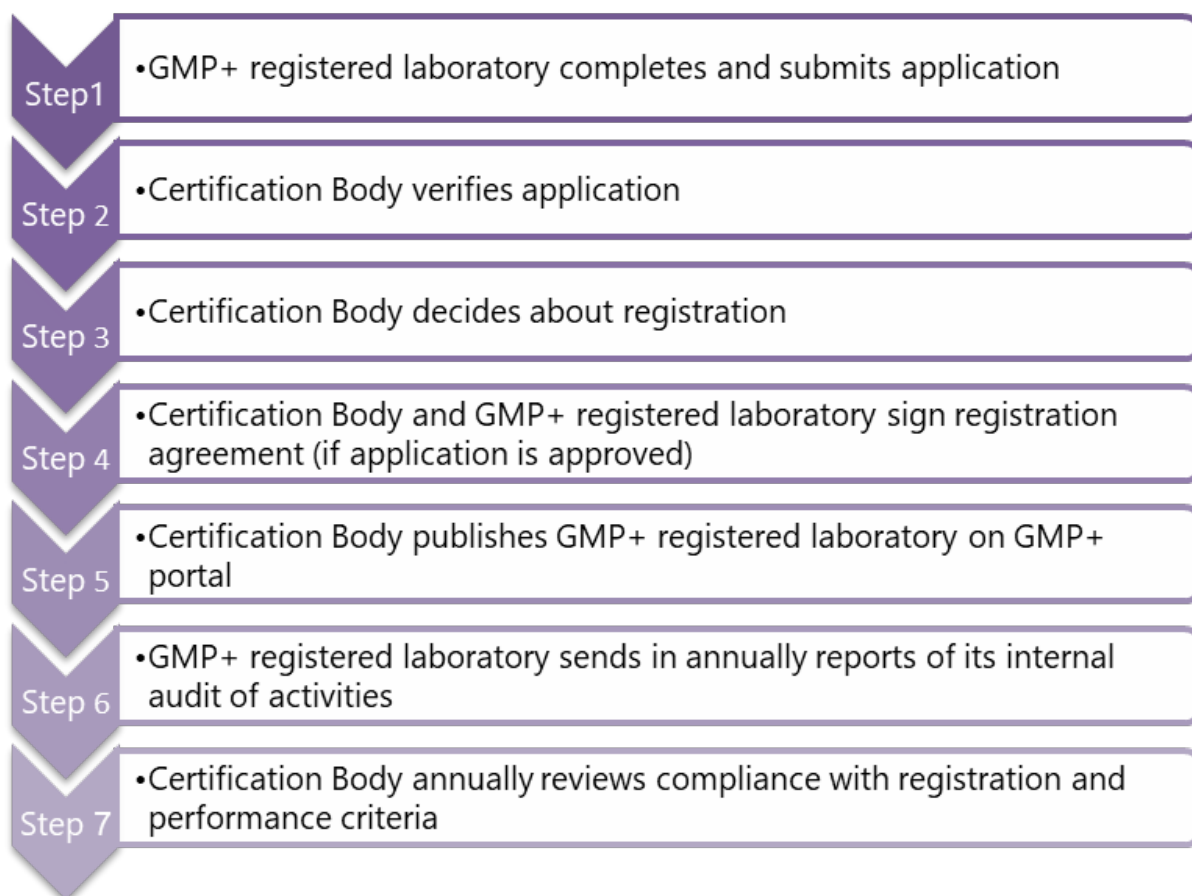 Step1
•GMP+ registered laboratory completes and submits application
Step 2
•Certification Body verifies application
Step 3
•Certification Body decides about registration
Step 4
•Certification Body and GMP+ registered laboratory sign registration
agreement (if application is approved)
Step 5
•Certification Body publishes GMP+ registered laboratory on GMP+
portal
Step 6
•GMP+ registered laboratory sends in annually reports of its internal
audit of activities
Step 7
•Certification Body annually reviews compliance with registration and
performance criteria